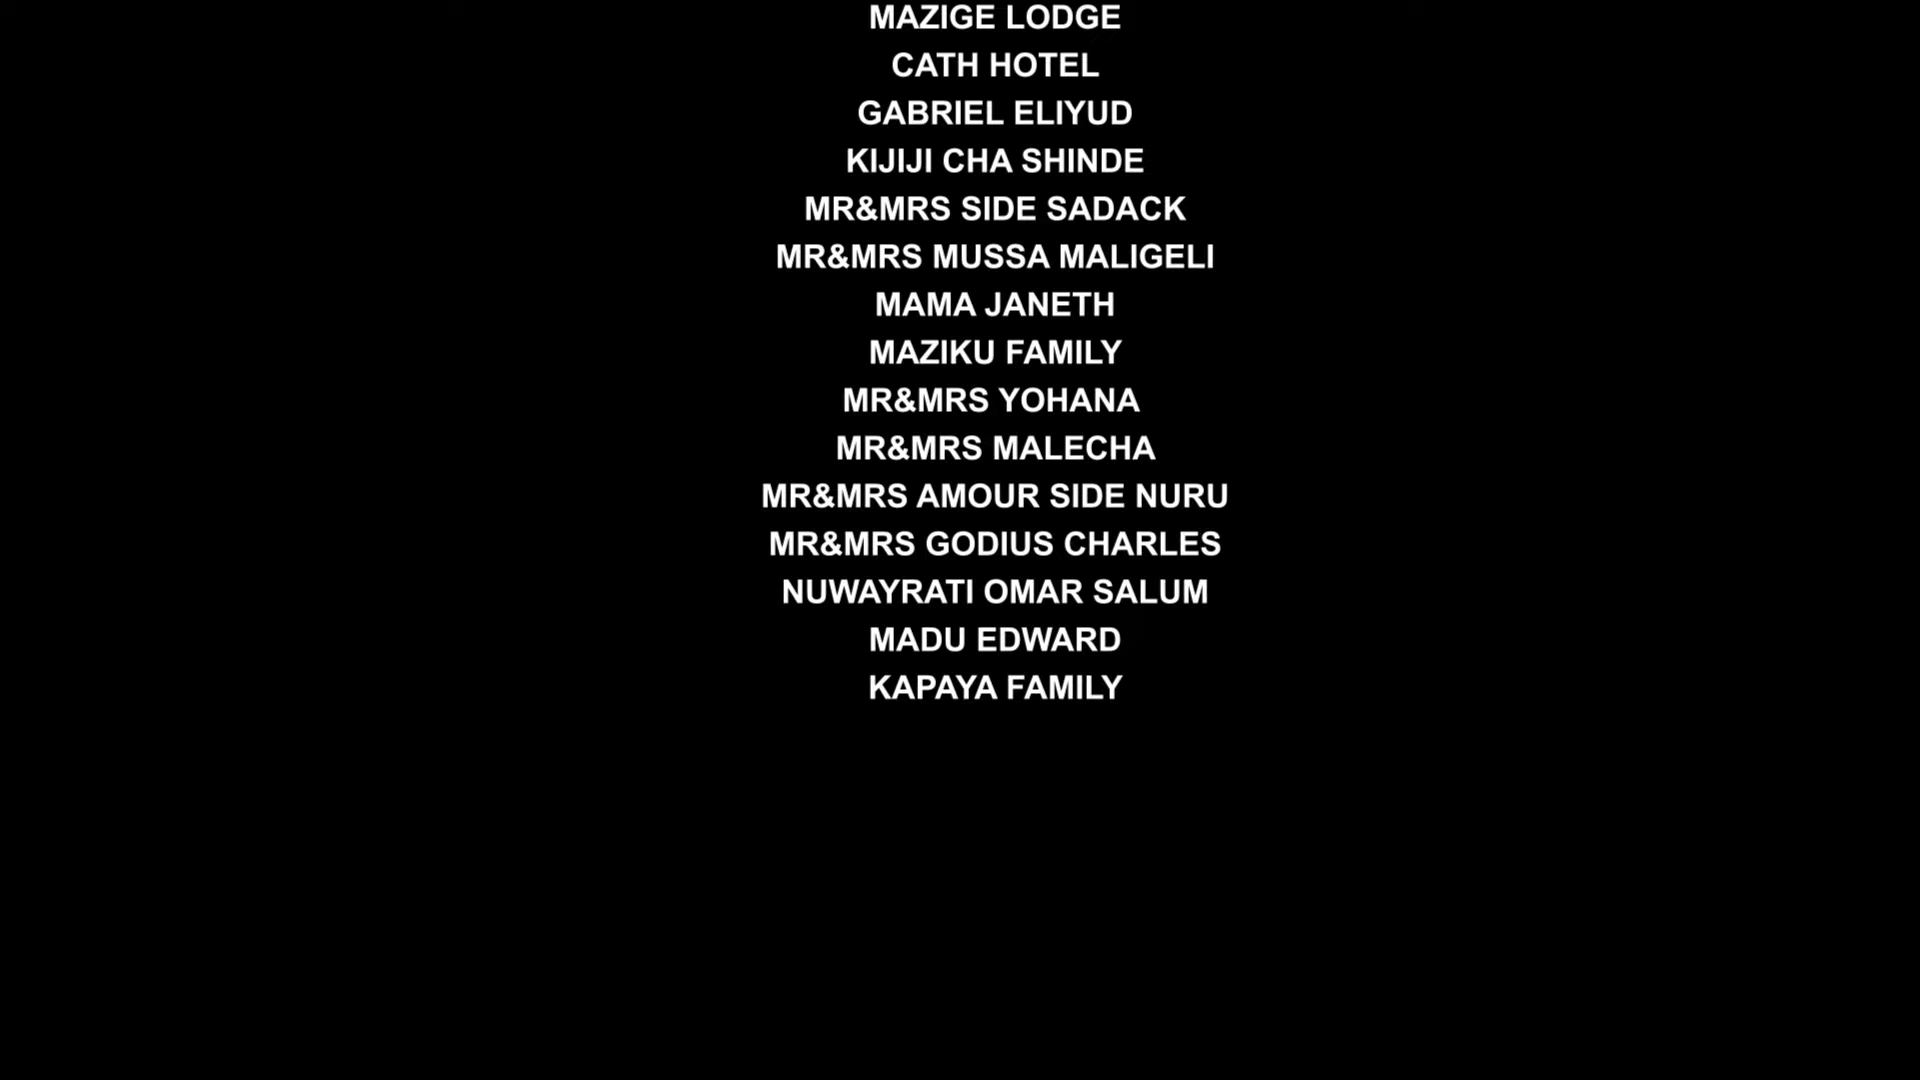 MAZIGE LODGE
CATH HOTEL
GABRIEL ELIYUD
KIJIJI CHA SHINDE
MR&MRS SIDE SADACK
MR&MRS MUSSA MALIGELI
MAMA JANETH
MAZIKU FAMILY
MR&MRS YOHANA
MR&MRS MALECHA
MR&MRS AMOUR SIDE NURU
MR&MRS GODIUS CHARLES
NUWAYRATI OMAR SALUM
MADU EDWARD
KAPAYA FAMILY